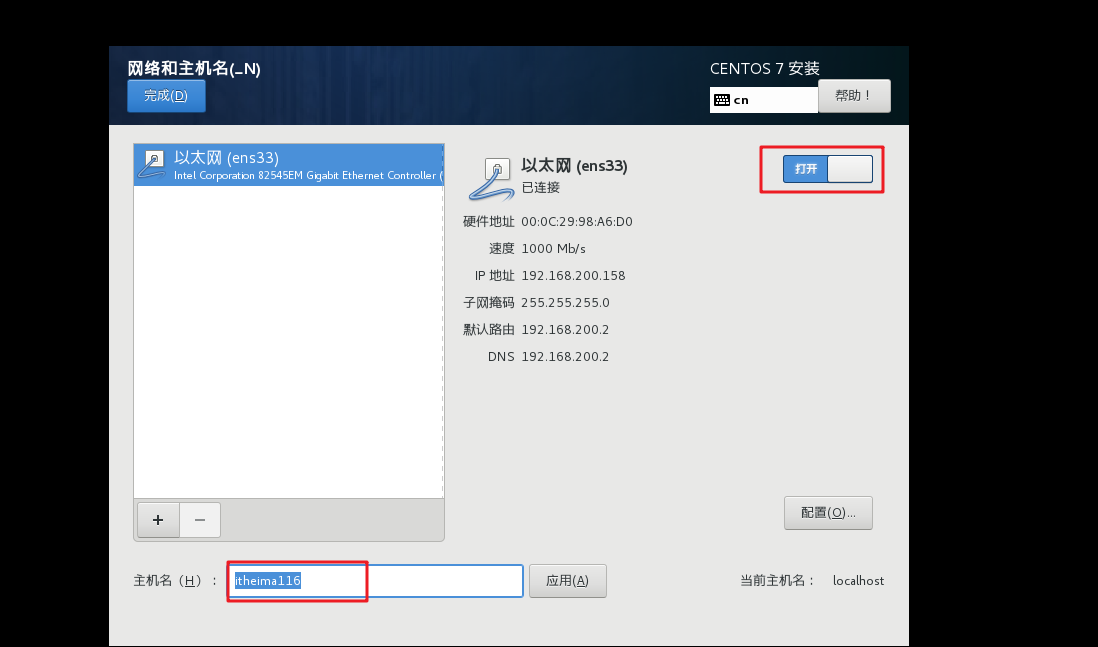 网络和主机名(_N)
CENTOS 7 安装
完成(D)
cn
帮助！
以太网 (ens33)
Intel Corporation 82545EM Gigabit Ethernet Controller (
以太网 (ens33)
已连接
打开
硬件地址 00:0C:29:98:A6:D0
速度 1000 Mb/s
IP 地址 192.168.200.158
子网掩码 255.255.255.0
默认路由 192.168.200.2
DNS 192.168.200.2
+ −
配置(O)...
主机名（H）： itheima116 应用(A) 当前主机名： localhost